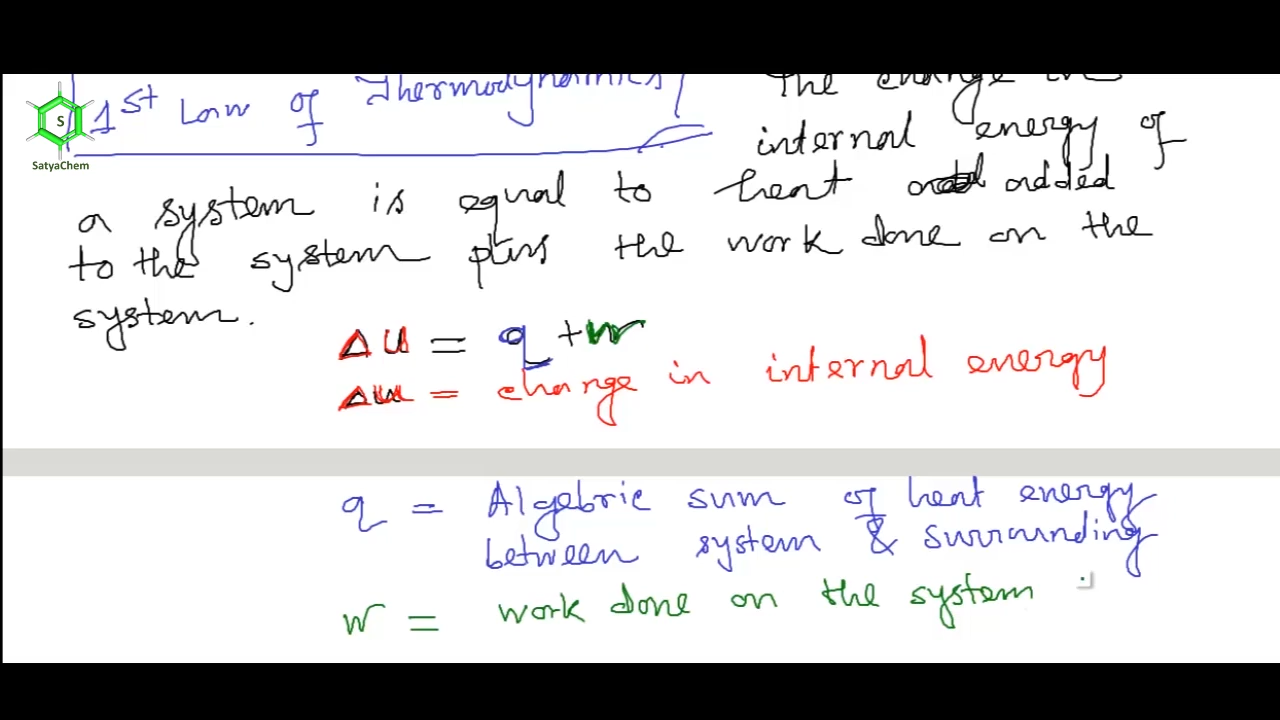 1st Law of Thermodynamics
The change in
internal energy of
S
SatyaChem
a system is equal to heat added
to the system plus the work done on the
system.
Δu = q + w
Δu = change in internal energy
q = Algebric sum of heat energy
between system & surrounding
w = work done on the system